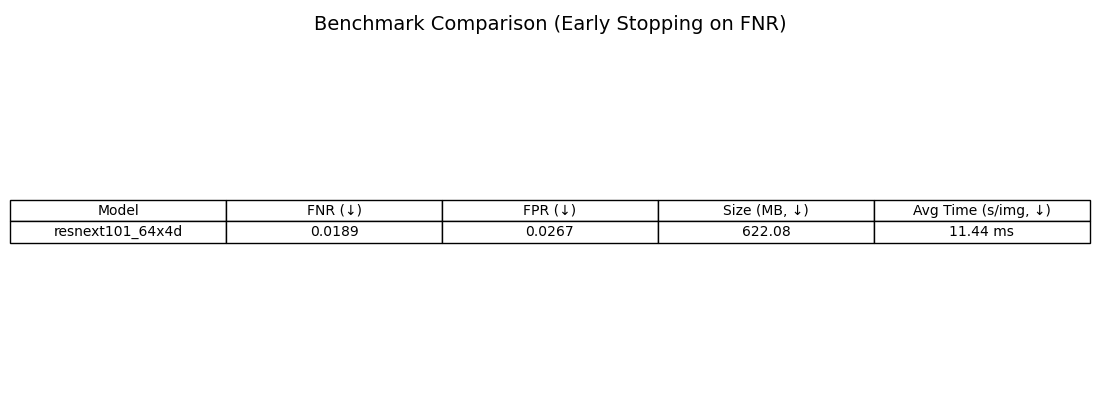 Benchmark Comparison (Early Stopping on FNR)
Model FNR (↓) FPR (↓) Size (MB, ↓) Avg Time (s/img, ↓)
resnext101_64x4d 0.0189 0.0267 622.08 11.44 ms